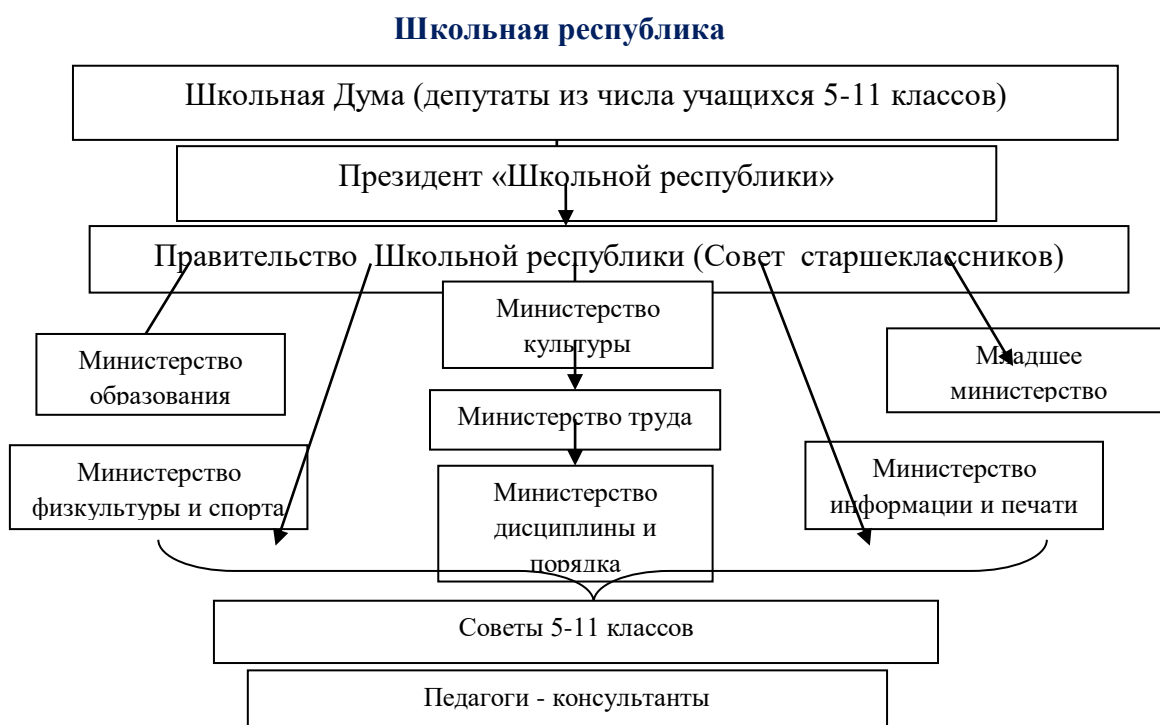 Школьная республика
Школьная Дума (депутаты из числа учащихся 5-11 классов)
Президент «Школьной республики»
Правительство Школьной республики (Совет старшеклассников)
Министерство
культуры
Министерство
образования
Младшее
министерство
Министерство труда
Министерство
физкультуры и спорта
Министерство
дисциплины и
порядка
Министерство
информации и печати
Советы 5-11 классов
Педагоги - консультанты